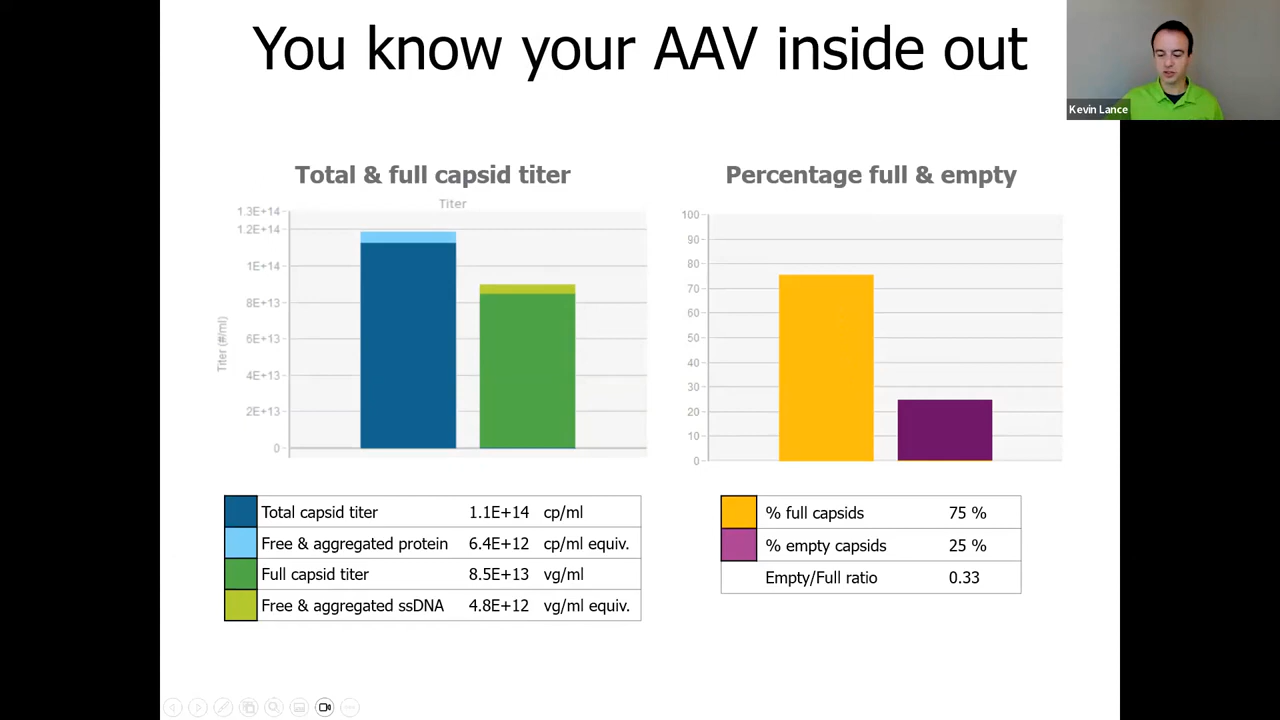 You know your AAV inside out
Kevin Lance
Total & full capsid titer
Titer
1.3E+14
1.2E+14
1E+14
8E+13
6E+13
4E+13
2E+13
0
Titer (#/ml)
Total capsid titer 1.1E+14 cp/ml
Free & aggregated protein 6.4E+12 cp/ml equiv.
Full capsid titer 8.5E+13 vg/ml
Free & aggregated ssDNA 4.8E+12 vg/ml equiv.
Percentage full & empty
100
90
80
70
60
50
40
30
20
10
0
% full capsids 75 %
% empty capsids 25 %
Empty/Full ratio 0.33